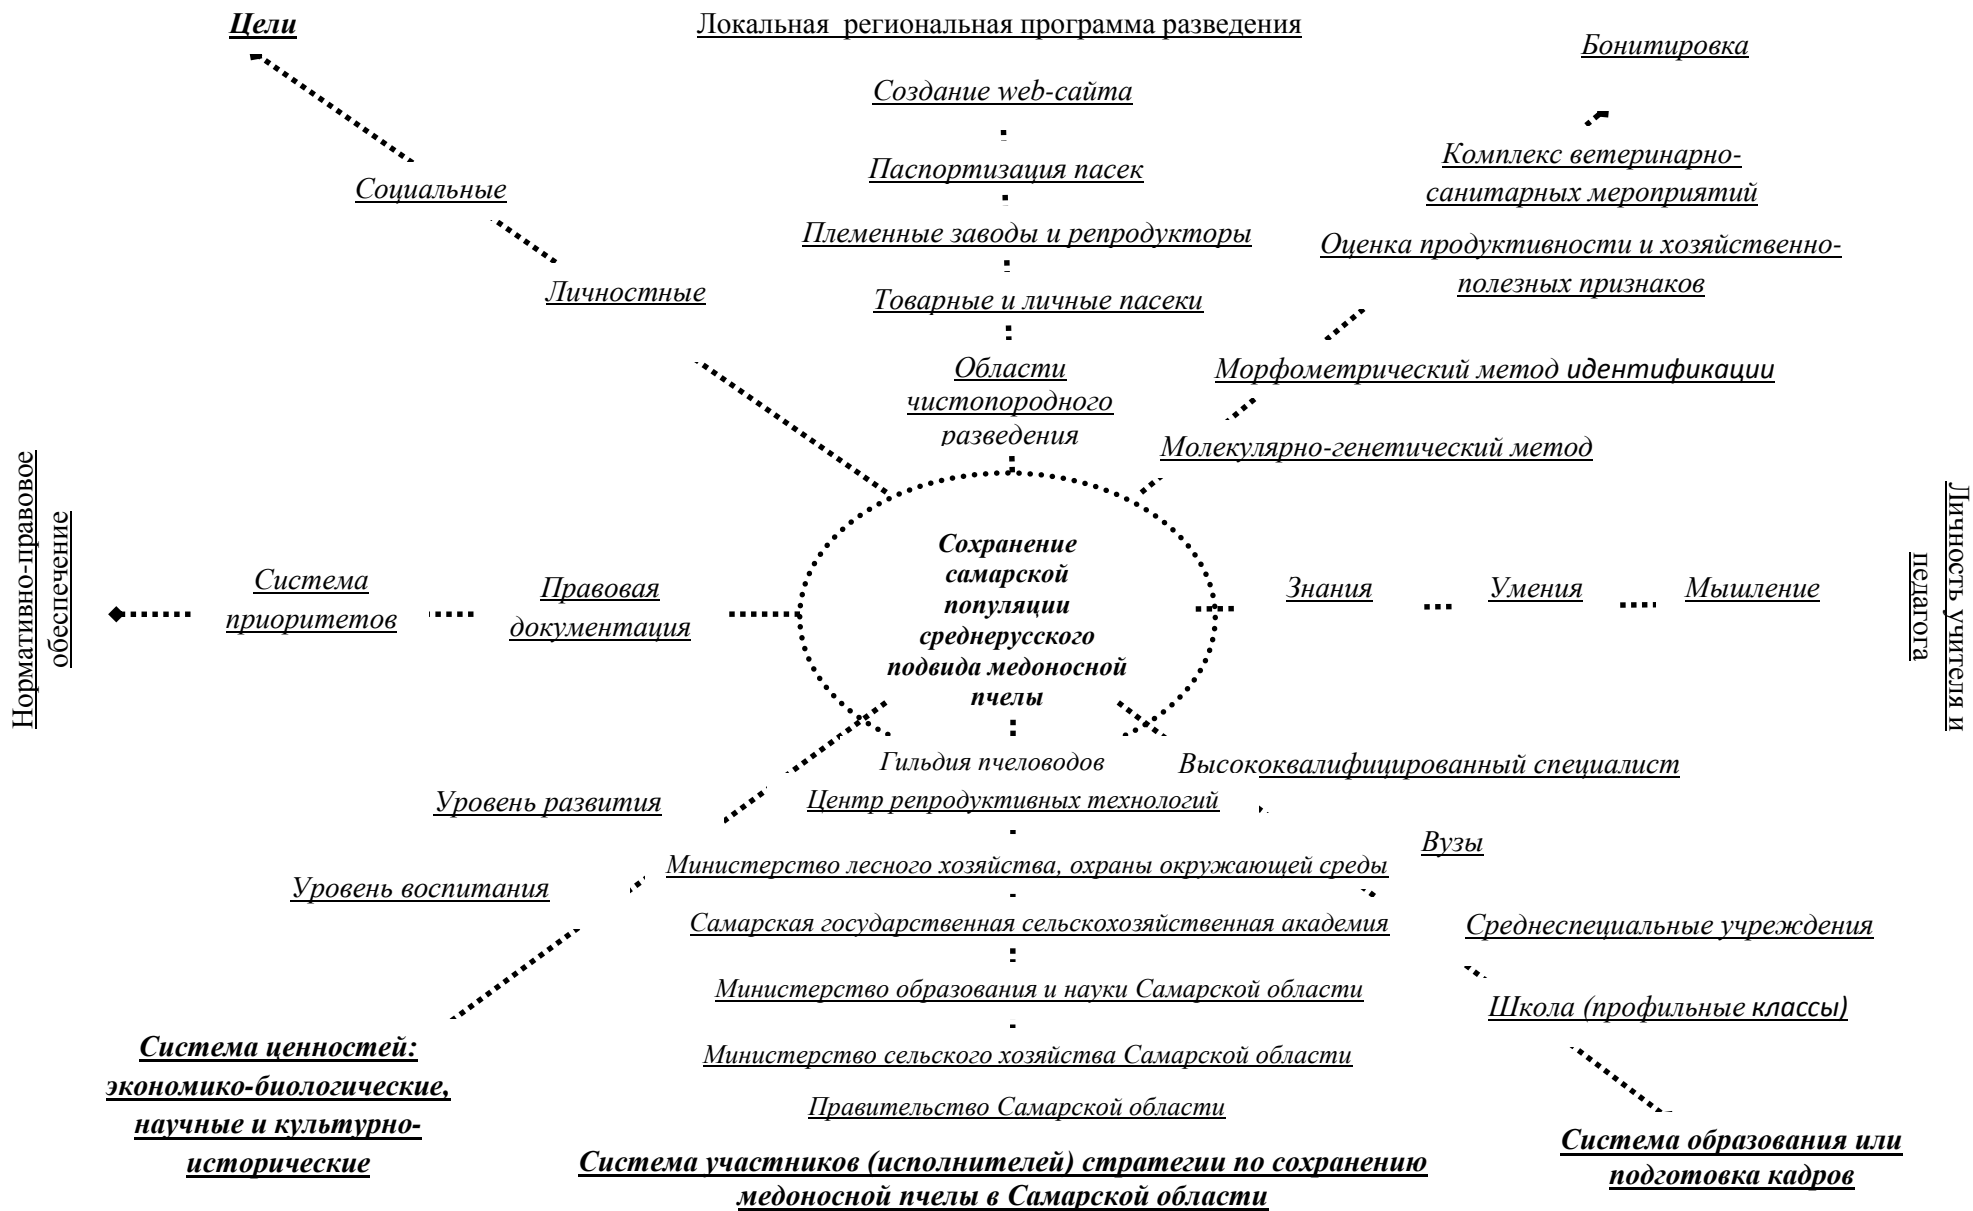 Цели
Локальная региональная программа разведения
Бонитировка
Создание web-сайта
Комплекс ветеринарно-
санитарных мероприятий
Паспортизация пасек
Социальные
Племенные заводы и репродукторы
Оценка продуктивности и хозяйственно-
полезных признаков
Личностные
Товарные и личные пасеки
Области
чистопородного
разведения
Морфометрический метод идентификации
Молекулярно-генетический метод
Нормативно-правовое
обеспечение
Система
приоритетов
Правовая
документация
Сохранение
самарской
популяции
среднерусского
подвида медоносной
пчелы
Знания
Умения
Мышление
Личность учителя и
педагога
Гильдия пчеловодов
Высококвалифицированный специалист
Уровень развития
Центр репродуктивных технологий
Вузы
Министерство лесного хозяйства, охраны окружающей среды
Уровень воспитания
Самарская государственная сельскохозяйственная академия
Среднеспециальные учреждения
Министерство образования и науки Самарской области
Школа (профильные классы)
Министерство сельского хозяйства Самарской области
Система ценностей:
экономико-биологические,
научные и культурно-
исторические
Правительство Самарской области
Система участников (исполнителей) стратегии по сохранению
медоносной пчелы в Самарской области
Система образования или
подготовка кадров